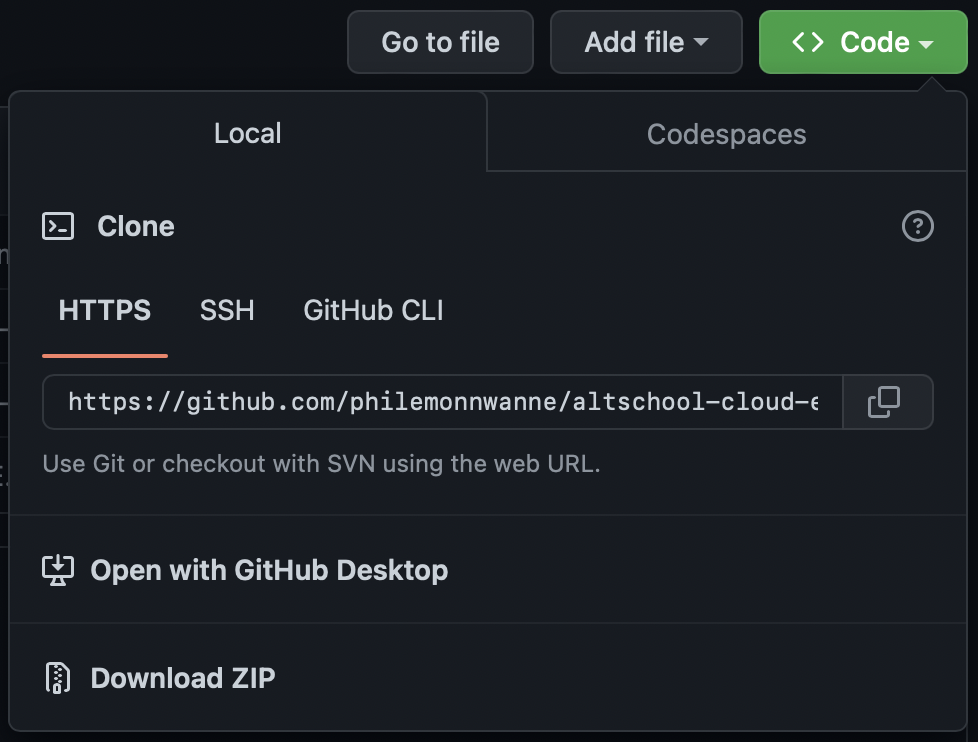 Go to file Add file Code
Local Codespaces
Clone
HTTPS SSH GitHub CLI
https://github.com/philemonnwanne/altschool-cloud-e
Use Git or checkout with SVN using the web URL.
Open with GitHub Desktop
Download ZIP